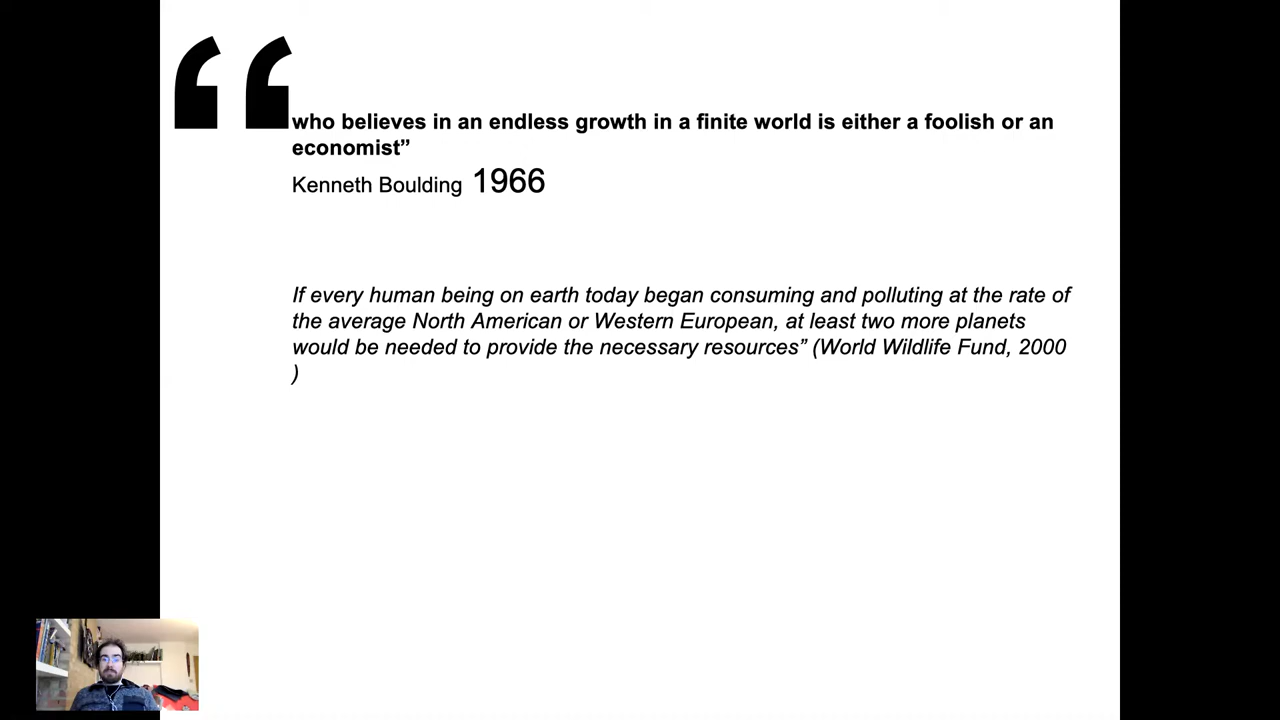 “who believes in an endless growth in a finite world is either a foolish or an
economist”
Kenneth Boulding 1966
If every human being on earth today began consuming and polluting at the rate of
the average North American or Western European, at least two more planets
would be needed to provide the necessary resources” (World Wildlife Fund, 2000
)